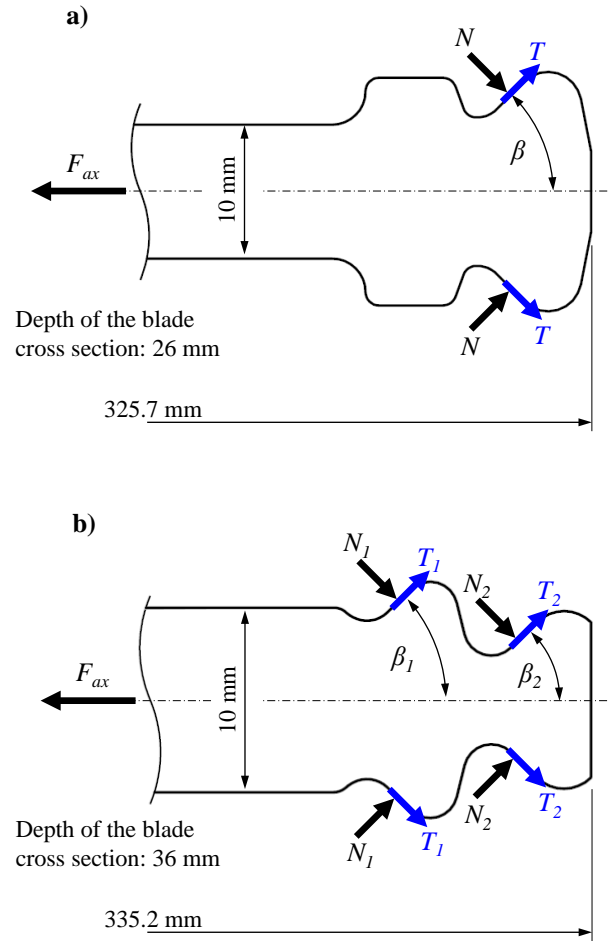 a)
N
T
β
F_ax
10 mm
N
T
Depth of the blade
cross section: 26 mm
325.7 mm
b)
N_1
T_1
N_2
T_2
β_1
β_2
F_ax
10 mm
N_1
T_1
N_2
T_2
Depth of the blade
cross section: 36 mm
335.2 mm